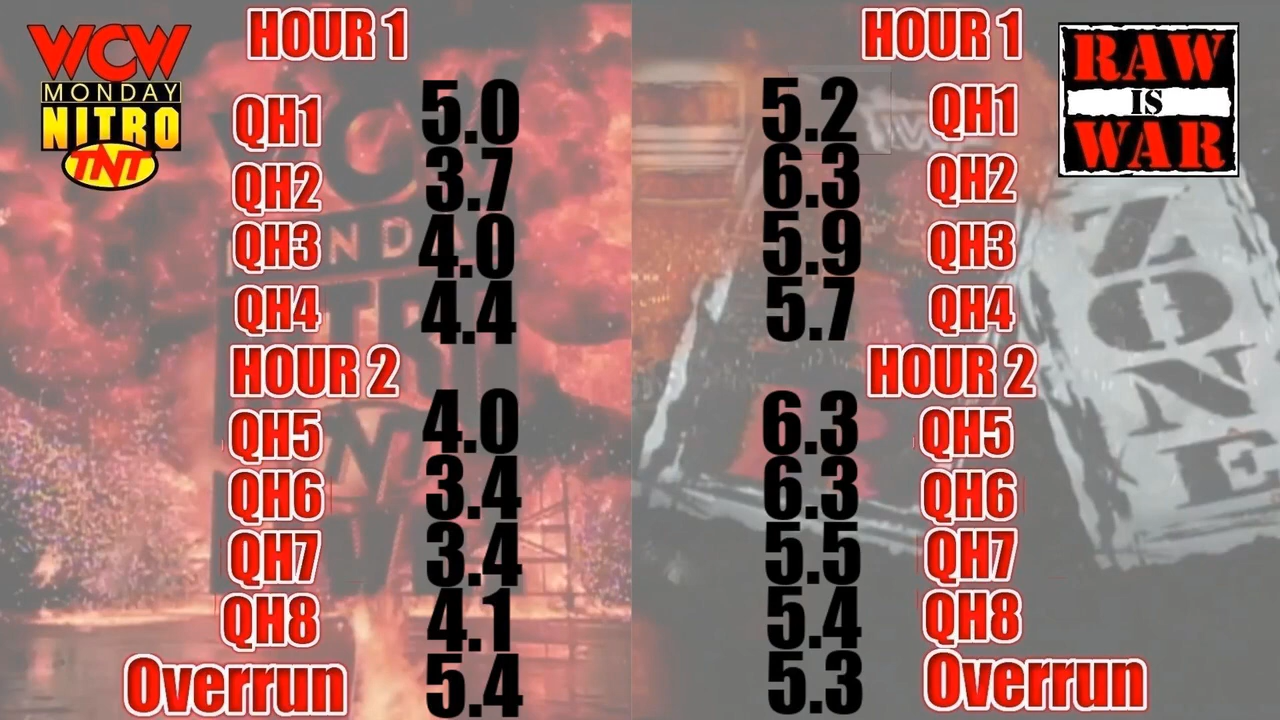 WCW
MONDAY
NITRO
TNT
HOUR 1
QH1 5.0
QH2 3.7
QH3 4.0
QH4 4.4
HOUR 2
QH5 4.0
QH6 3.4
QH7 3.4
QH8 4.1
Overrun 5.4
HOUR 1
5.2 QH1
6.3 QH2
5.9 QH3
5.7 QH4
HOUR 2
6.3 QH5
6.3 QH6
5.5 QH7
5.4 QH8
5.3 Overrun
RAW
IS
WAR
ZONE